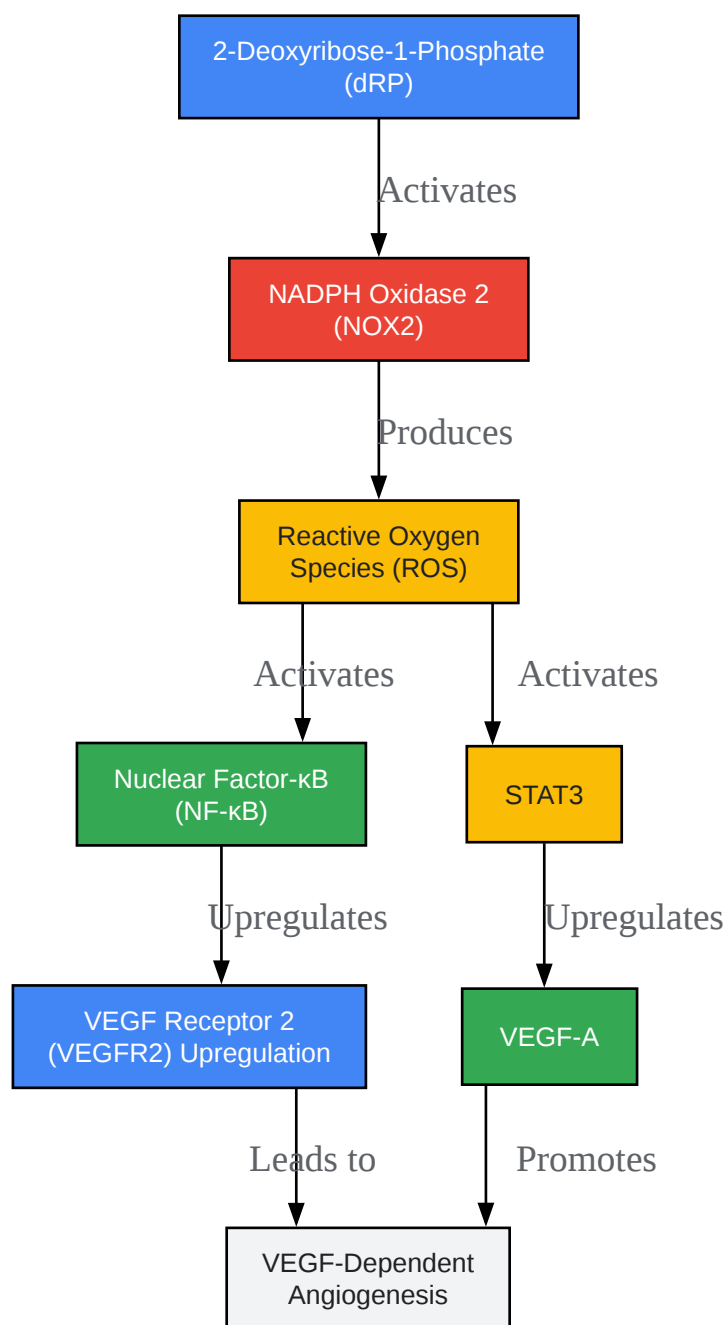 2-Deoxyribose-1-Phosphate
(dRP)
Activates
NADPH Oxidase 2
(NOX2)
Produces
Reactive Oxygen
Species (ROS)
Activates
Activates
Nuclear Factor-κB
(NF-κB)
STAT3
Upregulates
Upregulates
VEGF Receptor 2
(VEGFR2) Upregulation
VEGF-A
Leads to
Promotes
VEGF-Dependent
Angiogenesis